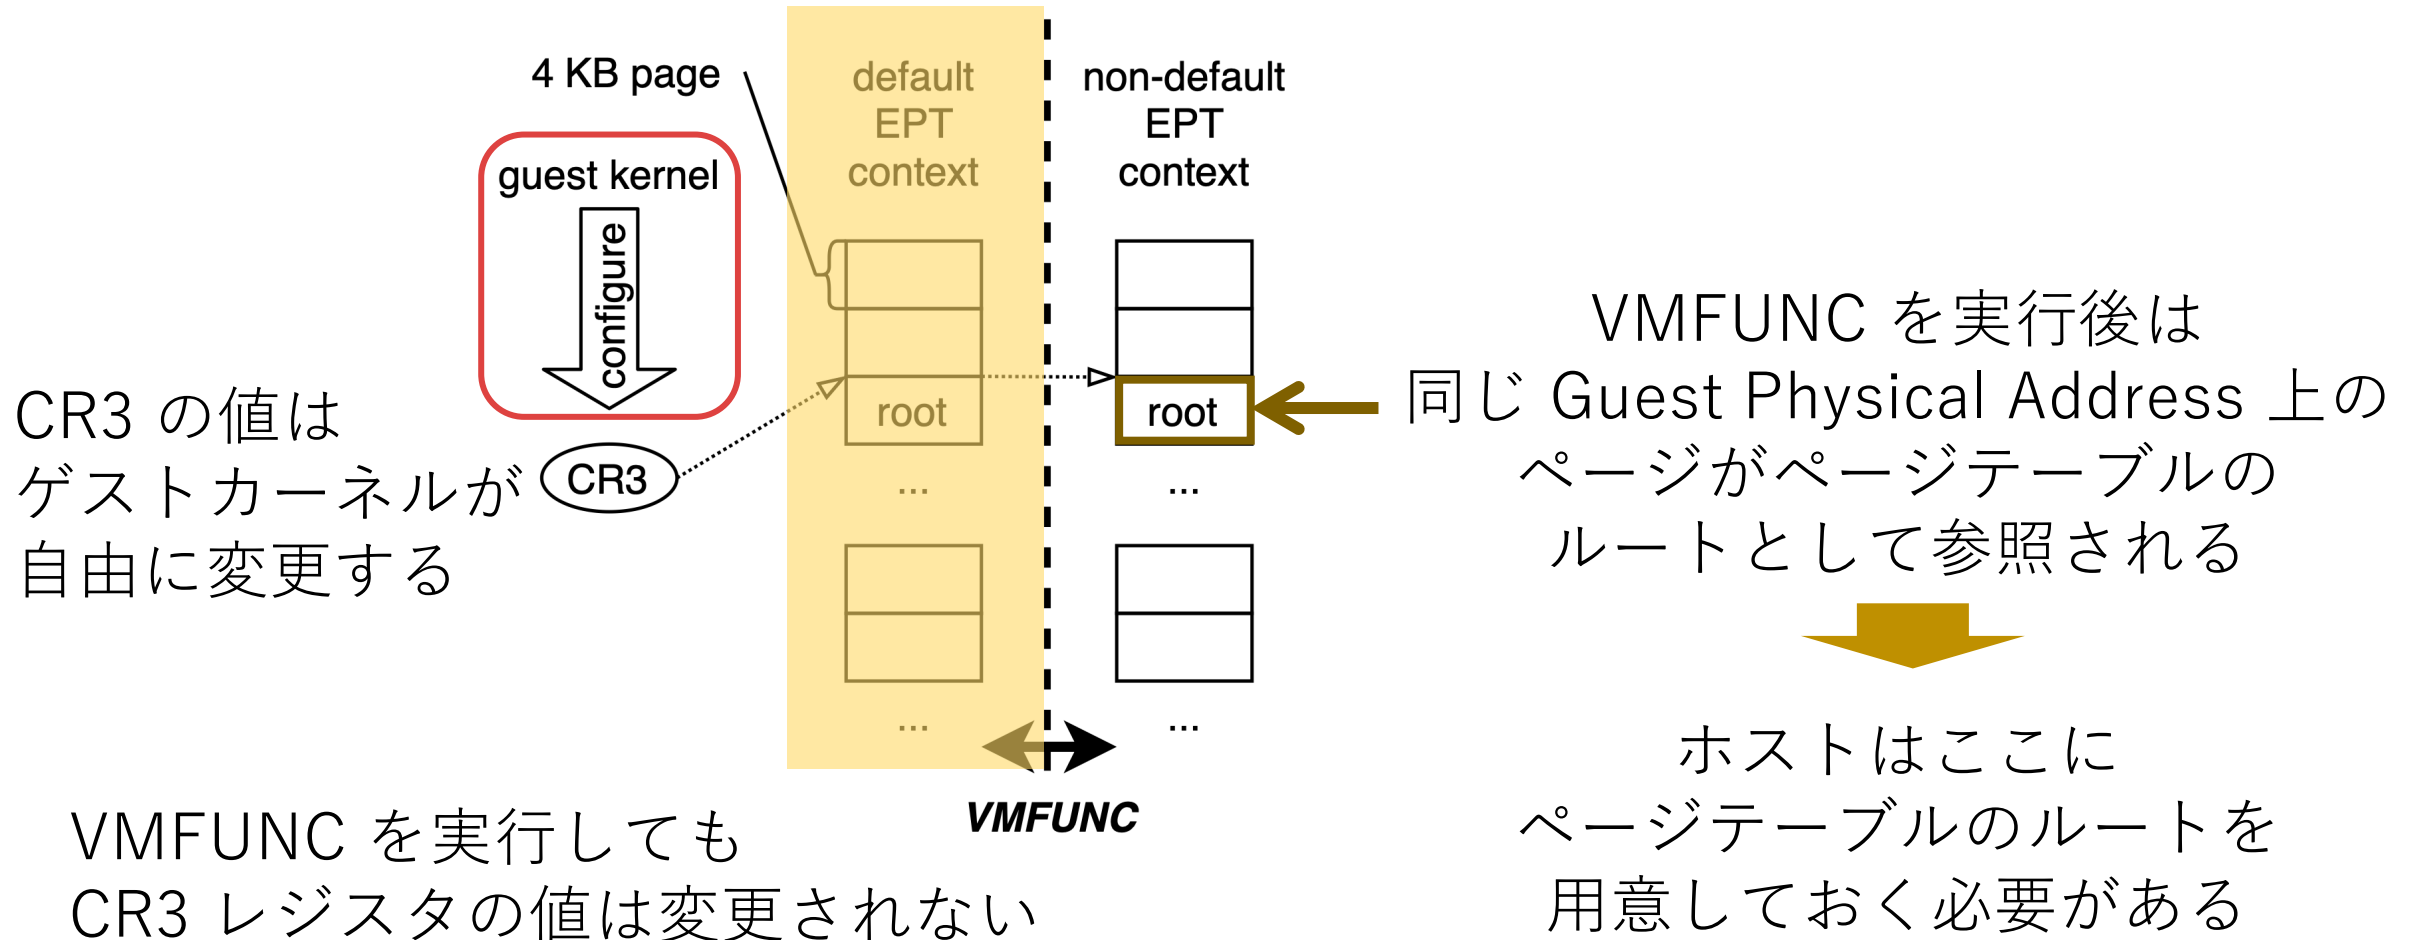 4 KB page
default
EPT
context
non-default
EPT
context
guest kernel
configure
CR3
root
...
...
root
...
...
VMFUNC
CR3 の値は
ゲストカーネルが
自由に変更する
VMFUNC を実行しても
CR3 レジスタの値は変更されない
VMFUNC を実行後は
同じ Guest Physical Address 上の
ページがページテーブルの
ルートとして参照される
ホストはここに
ページテーブルのルートを
用意しておく必要がある